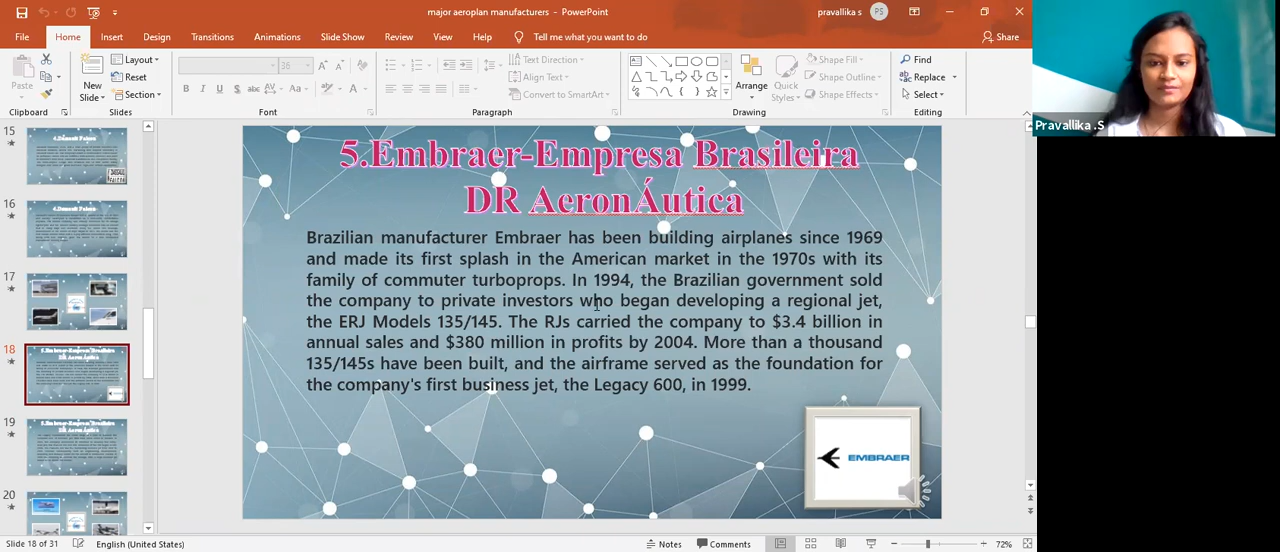 major aeroplan manufacturers - PowerPoint
pravallika s
PS
File Home Insert Design Transitions Animations Slide Show Review View Help Tell me what you want to do Share
Paste
New
Slide
Layout
Reset
Section
36
B I U S abc AV Aa A
Text Direction
Align Text
Convert to SmartArt
Arrange
Quick
Styles
Shape Fill
Shape Outline
Shape Effects
Find
Replace
Select
Clipboard Slides Font Paragraph Drawing Editing
Pravallika .S
15
16
17
18
19
20
5.Embraer-Empresa Brasileira
DR AeronÁutica
Brazilian manufacturer Embraer has been building airplanes since 1969
and made its first splash in the American market in the 1970s with its
family of commuter turboprops. In 1994, the Brazilian government sold
the company to private investors who began developing a regional jet,
the ERJ Models 135/145. The RJs carried the company to $3.4 billion in
annual sales and $380 million in profits by 2004. More than a thousand
135/145s have been built, and the airframe served as the foundation for
the company's first business jet, the Legacy 600, in 1999.
EMBRAER
Slide 18 of 31 English (United States) Notes Comments 72%